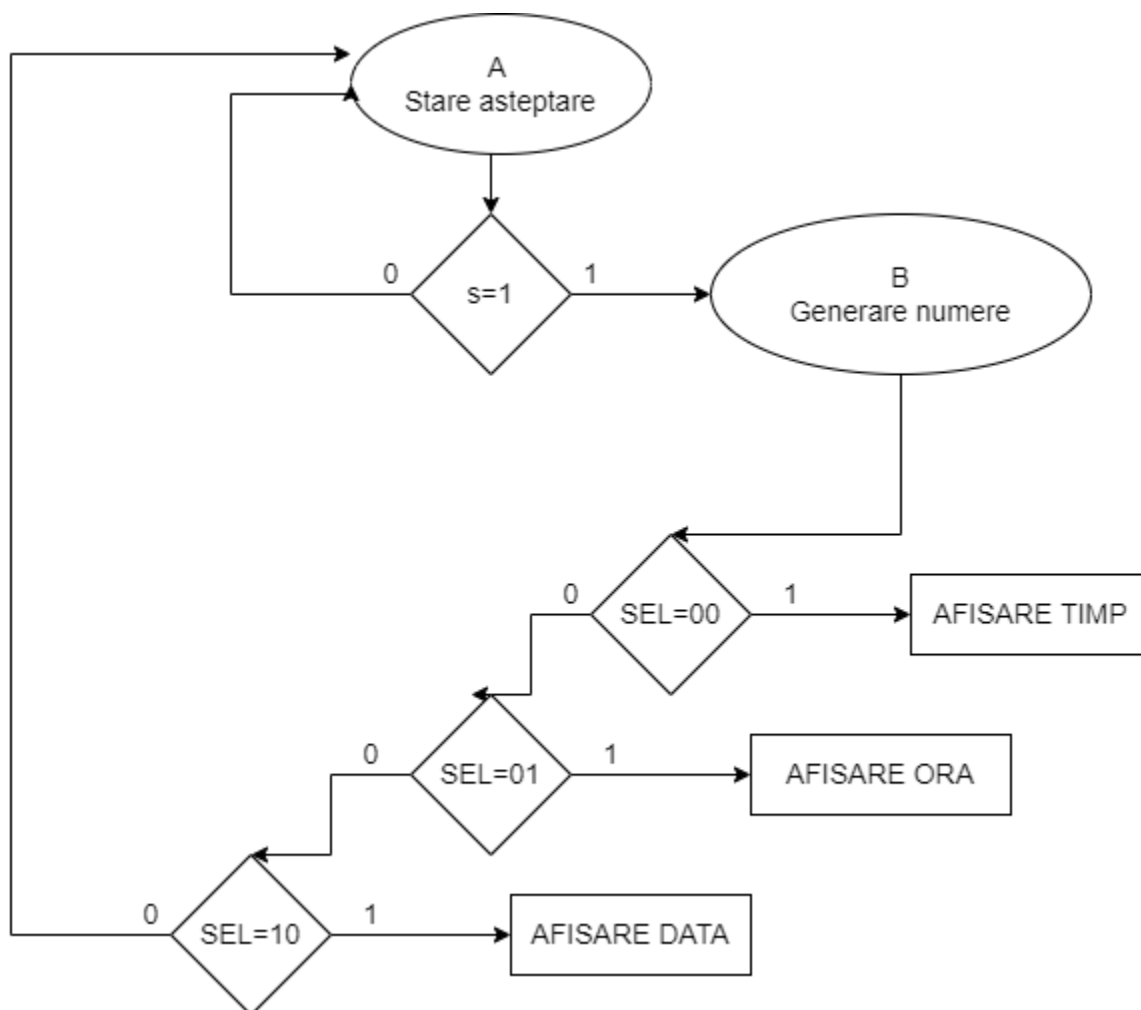 A
Stare asteptare
0
s=1
1
B
Generare numere
0
SEL=00
1
AFISARE TIMP
0
SEL=01
1
AFISARE ORA
0
SEL=10
1
AFISARE DATA